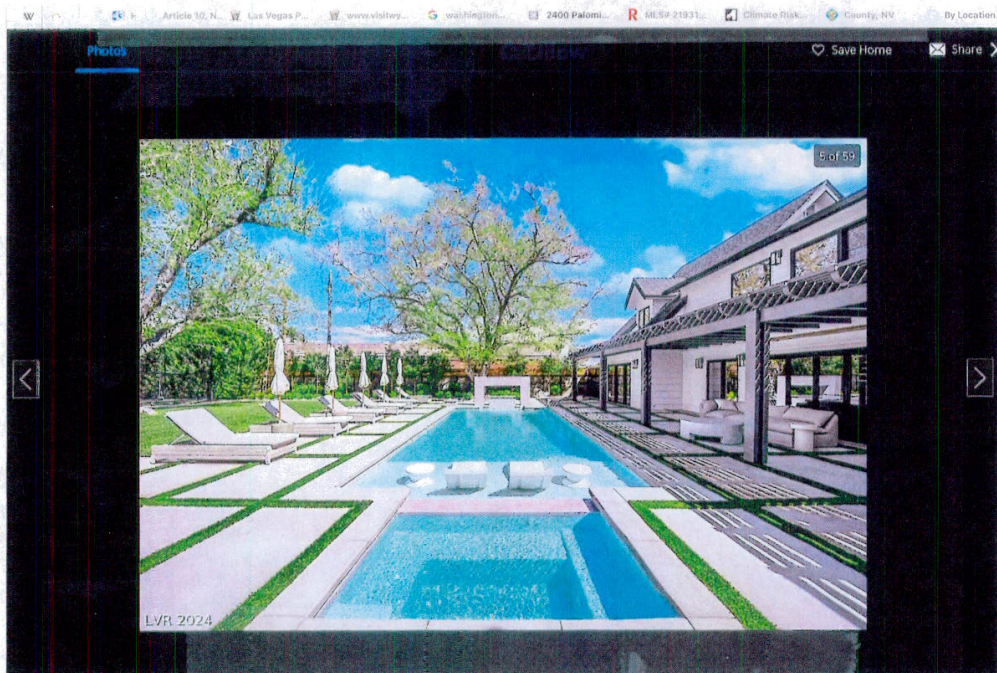 W Article 10, N... Las Vegas P... www.visitwy... washington... 2400 Palomi... MLS# 21931... Climate Risk... County, NV By Location
Photos Save Home Share
5 of 59
LVR 2024